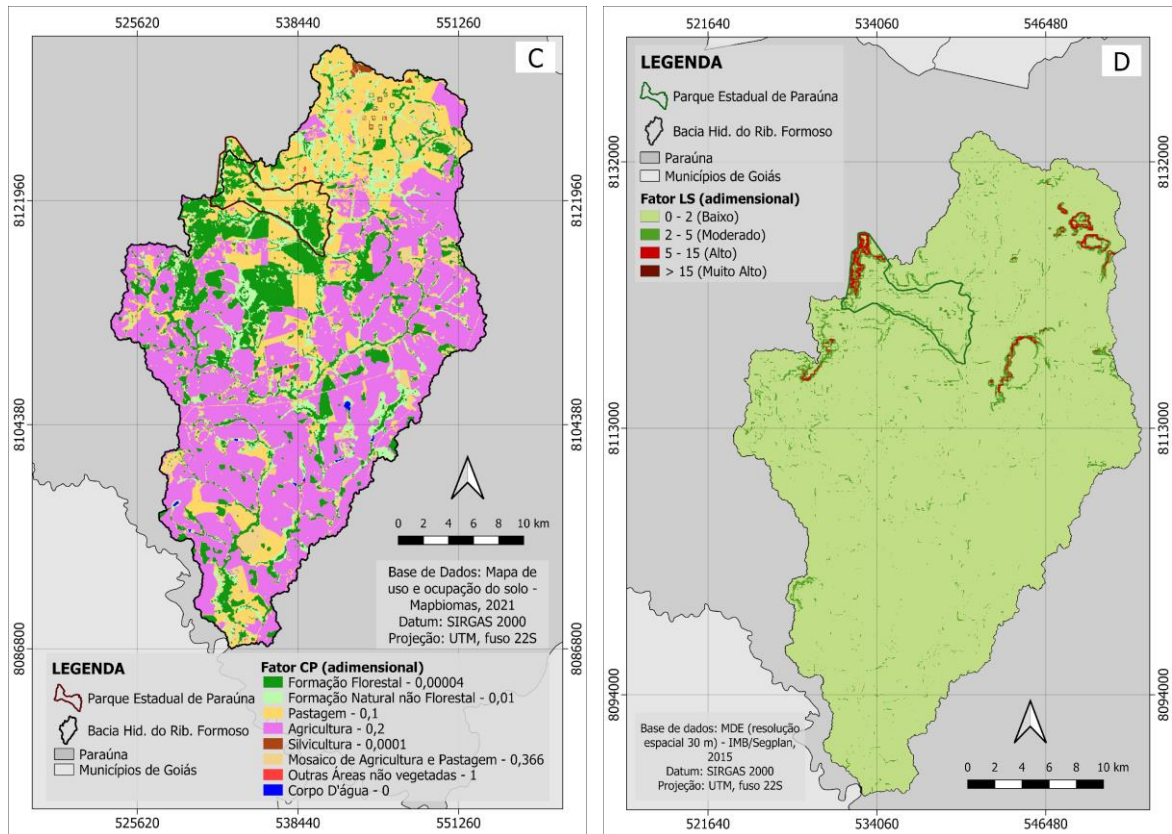 525620 538440 551260
C
8121960
8104380
8086800
0 2 4 6 8 10 km
Base de Dados: Mapa de
uso e ocupação do solo -
Mapbiomas, 2021
Datum: SIRGAS 2000
Projeção: UTM, fuso 22S
LEGENDA
Parque Estadual de Paraúna
Bacia Hid. do Rib. Formoso
Paraúna
Municípios de Goiás
Fator CP (adimensional)
Formação Florestal - 0,00004
Formação Natural não Florestal - 0,01
Pastagem - 0,1
Agricultura - 0,2
Silvicultura - 0,0001
Mosaico de Agricultura e Pastagem - 0,366
Outras Áreas não vegetadas - 1
Corpo D'água - 0
525620 538440 551260
8121960
8104380
8086800
521640 534060 546480
D
LEGENDA
Parque Estadual de Paraúna
Bacia Hid. do Rib. Formoso
Paraúna
Municípios de Goiás
Fator LS (adimensional)
0 - 2 (Baixo)
2 - 5 (Moderado)
5 - 15 (Alto)
> 15 (Muito Alto)
8132000
8113000
8094000
Base de dados: MDE (resolução
espacial 30 m) - IMB/Segplan,
2015
Datum: SIRGAS 2000
Projeção: UTM, fuso 22S
0 2 4 6 8 10 km
8132000
8113000
8094000
521640 534060 546480